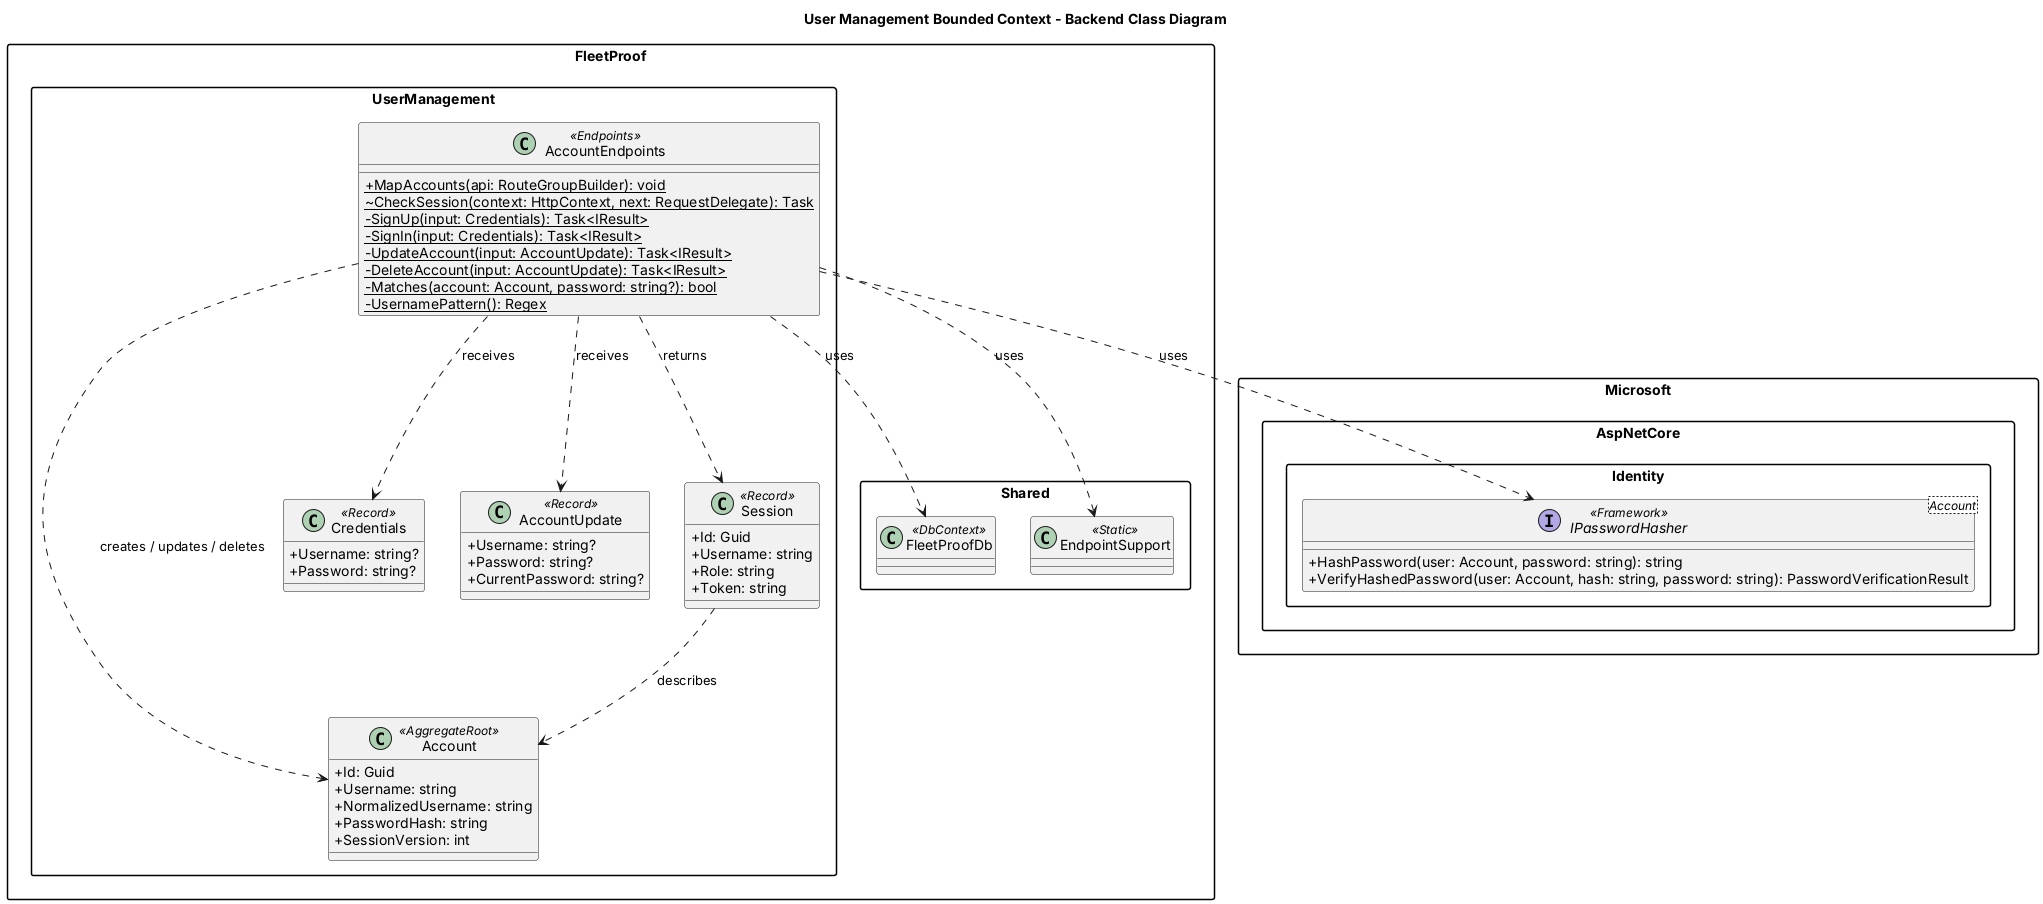 User Management Bounded Context - Backend Class Diagram
FleetProof
UserManagement
C
«Endpoints»
AccountEndpoints
+MapAccounts(api: RouteGroupBuilder): void
~CheckSession(context: HttpContext, next: RequestDelegate): Task
-SignUp(input: Credentials): Task<IResult>
-SignIn(input: Credentials): Task<IResult>
-UpdateAccount(input: AccountUpdate): Task<IResult>
-DeleteAccount(input: AccountUpdate): Task<IResult>
-Matches(account: Account, password: string?): bool
-UsernamePattern(): Regex
receives
receives
returns
uses
uses
uses
creates / updates / deletes
C
«Record»
Credentials
+Username: string?
+Password: string?
C
«Record»
AccountUpdate
+Username: string?
+Password: string?
+CurrentPassword: string?
C
«Record»
Session
+Id: Guid
+Username: string
+Role: string
+Token: string
describes
C
«AggregateRoot»
Account
+Id: Guid
+Username: string
+NormalizedUsername: string
+PasswordHash: string
+SessionVersion: int
Shared
C
«DbContext»
FleetProofDb
C
«Static»
EndpointSupport
Microsoft
AspNetCore
Identity
Account
I
«Framework»
IPasswordHasher
+HashPassword(user: Account, password: string): string
+VerifyHashedPassword(user: Account, hash: string, password: string): PasswordVerificationResult